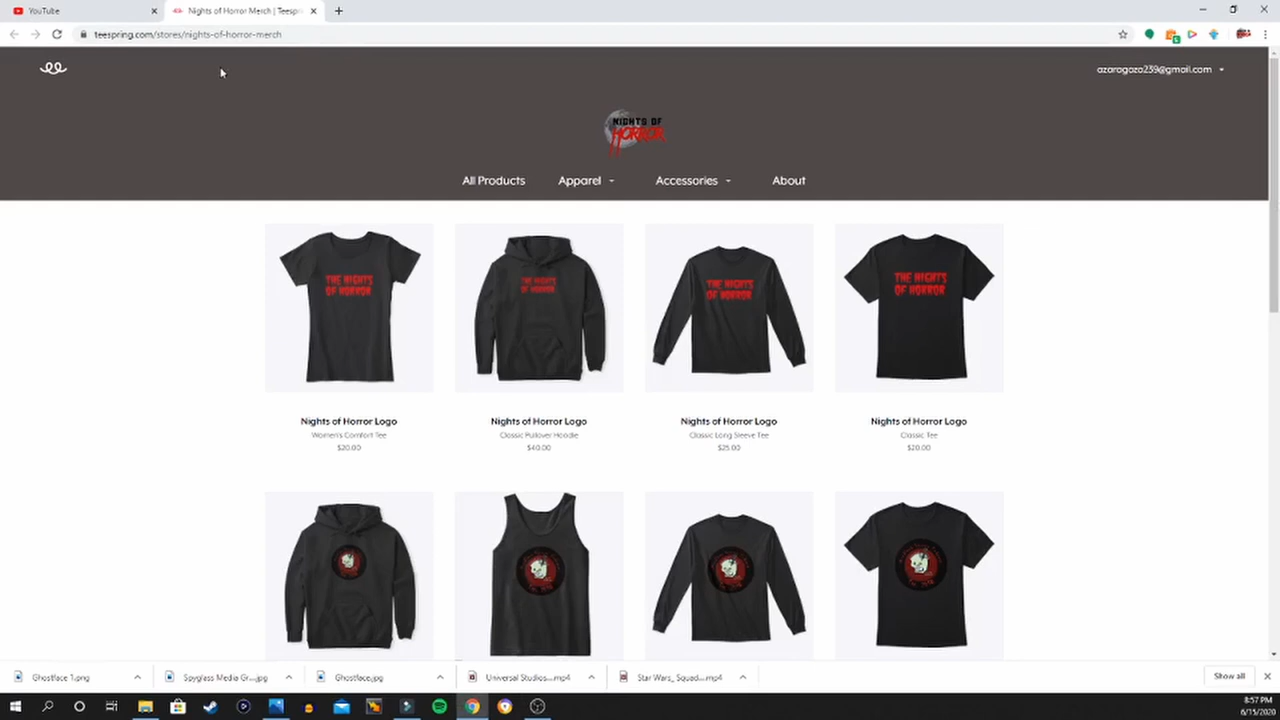 YouTube
Nights of Horror Merch | Teespri
teespring.com/stores/nights-of-horror-merch
azaragoza239@gmail.com
NIGHTS OF
HORROR
All Products Apparel Accessories About
THE NIGHTS
OF HORROR
THE NIGHTS
OF HORROR
THE NIGHTS
OF HORROR
THE NIGHTS
OF HORROR
Nights of Horror Logo
Women's Comfort Tee
$20.00
Nights of Horror Logo
Classic Pullover Hoodie
$40.00
Nights of Horror Logo
Classic Long Sleeve Tee
$25.00
Nights of Horror Logo
Classic Tee
$20.00
Ghostface 1.png
Spyglass Media Gr....jpg
Ghostface.jpg
Universal Studios....mp4
Star Wars_ Squad....mp4
Show all
8:57 PM
6/15/2020